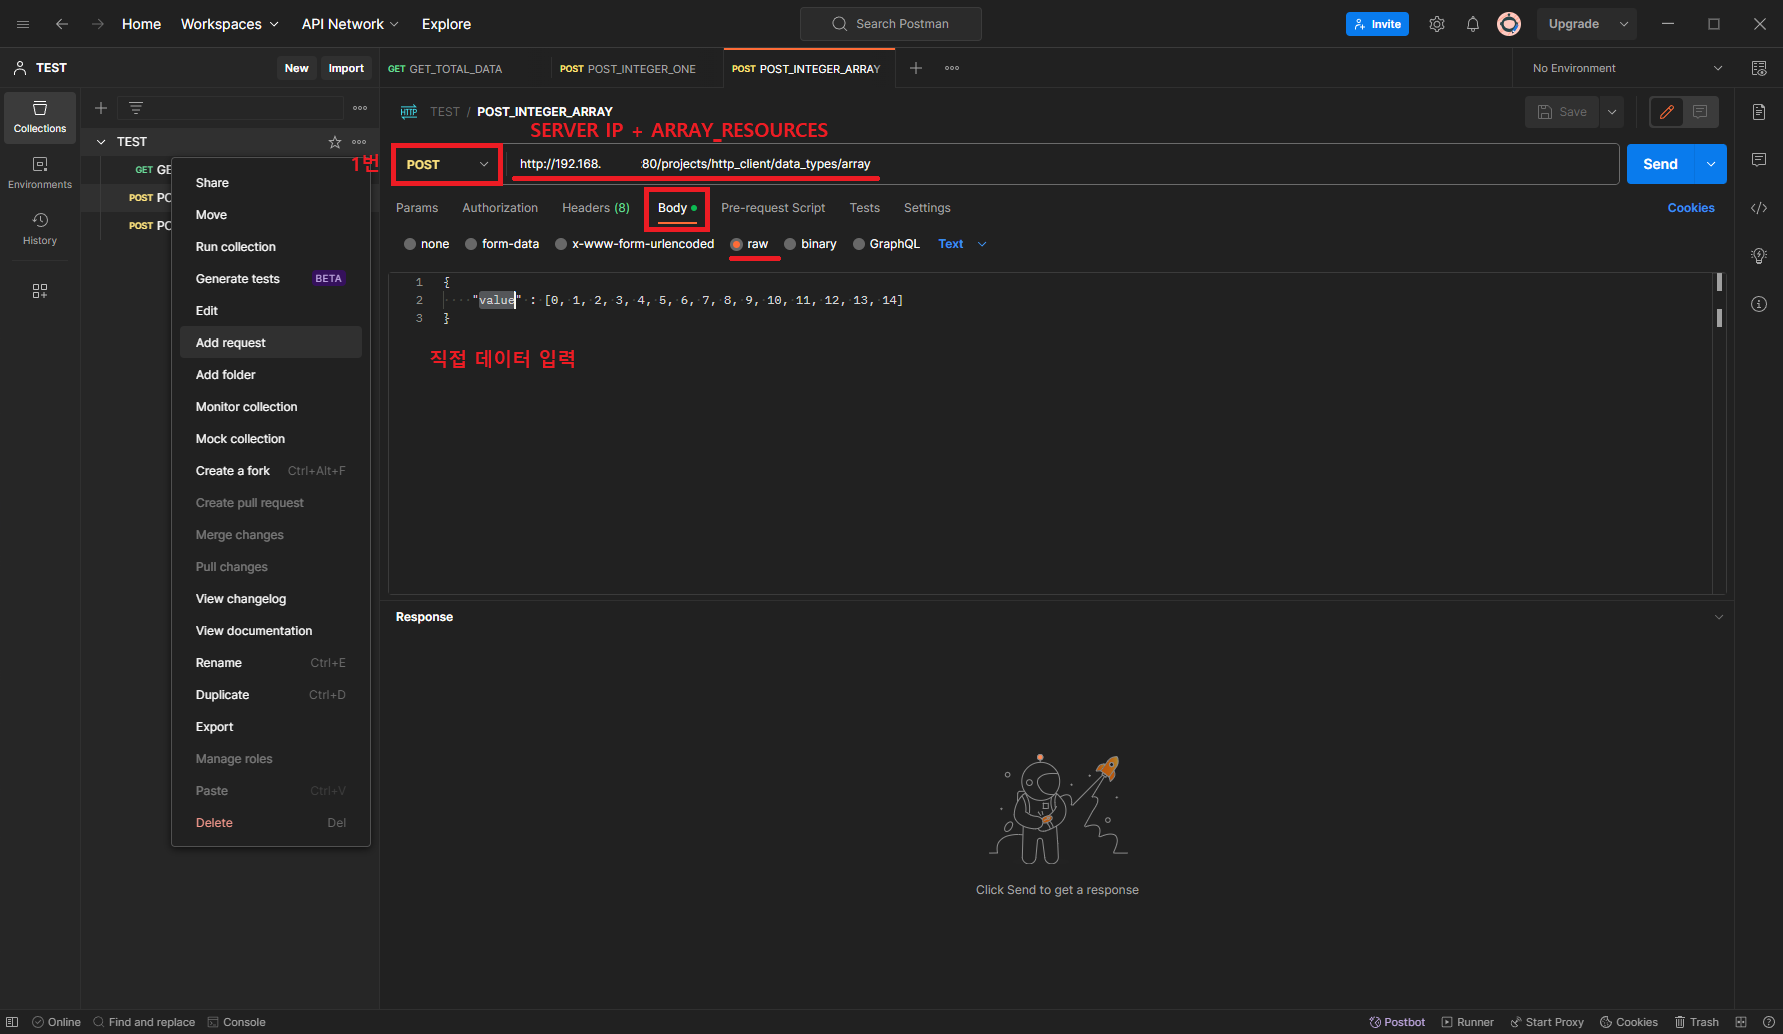 Home Workspaces API Network Explore Search Postman Invite Upgrade
TEST New Import GET GET_TOTAL_DATA POST POST_INTEGER_ONE POST POST_INTEGER_ARRAY No Environment
Collections
Environments
History
TEST
GET GE
POST PO
POST PO
1번
Share
Move
Run collection
Generate tests BETA
Edit
Add request
Add folder
Monitor collection
Mock collection
Create a fork Ctrl+Alt+F
Create pull request
Merge changes
Pull changes
View changelog
View documentation
Rename Ctrl+E
Duplicate Ctrl+D
Export
Manage roles
Paste Ctrl+V
Delete Del
HTTP TEST / POST_INTEGER_ARRAY Save
SERVER IP + ARRAY_RESOURCES
POST http://192.168. :80/projects/http_client/data_types/array Send
Params Authorization Headers (8) Body Pre-request Script Tests Settings Cookies
none form-data x-www-form-urlencoded raw binary GraphQL Text
1 {
2 "value" : [0, 1, 2, 3, 4, 5, 6, 7, 8, 9, 10, 11, 12, 13, 14]
3 }
직접 데이터 입력
Response
Click Send to get a response
Online Find and replace Console Postbot Runner Start Proxy Cookies Trash